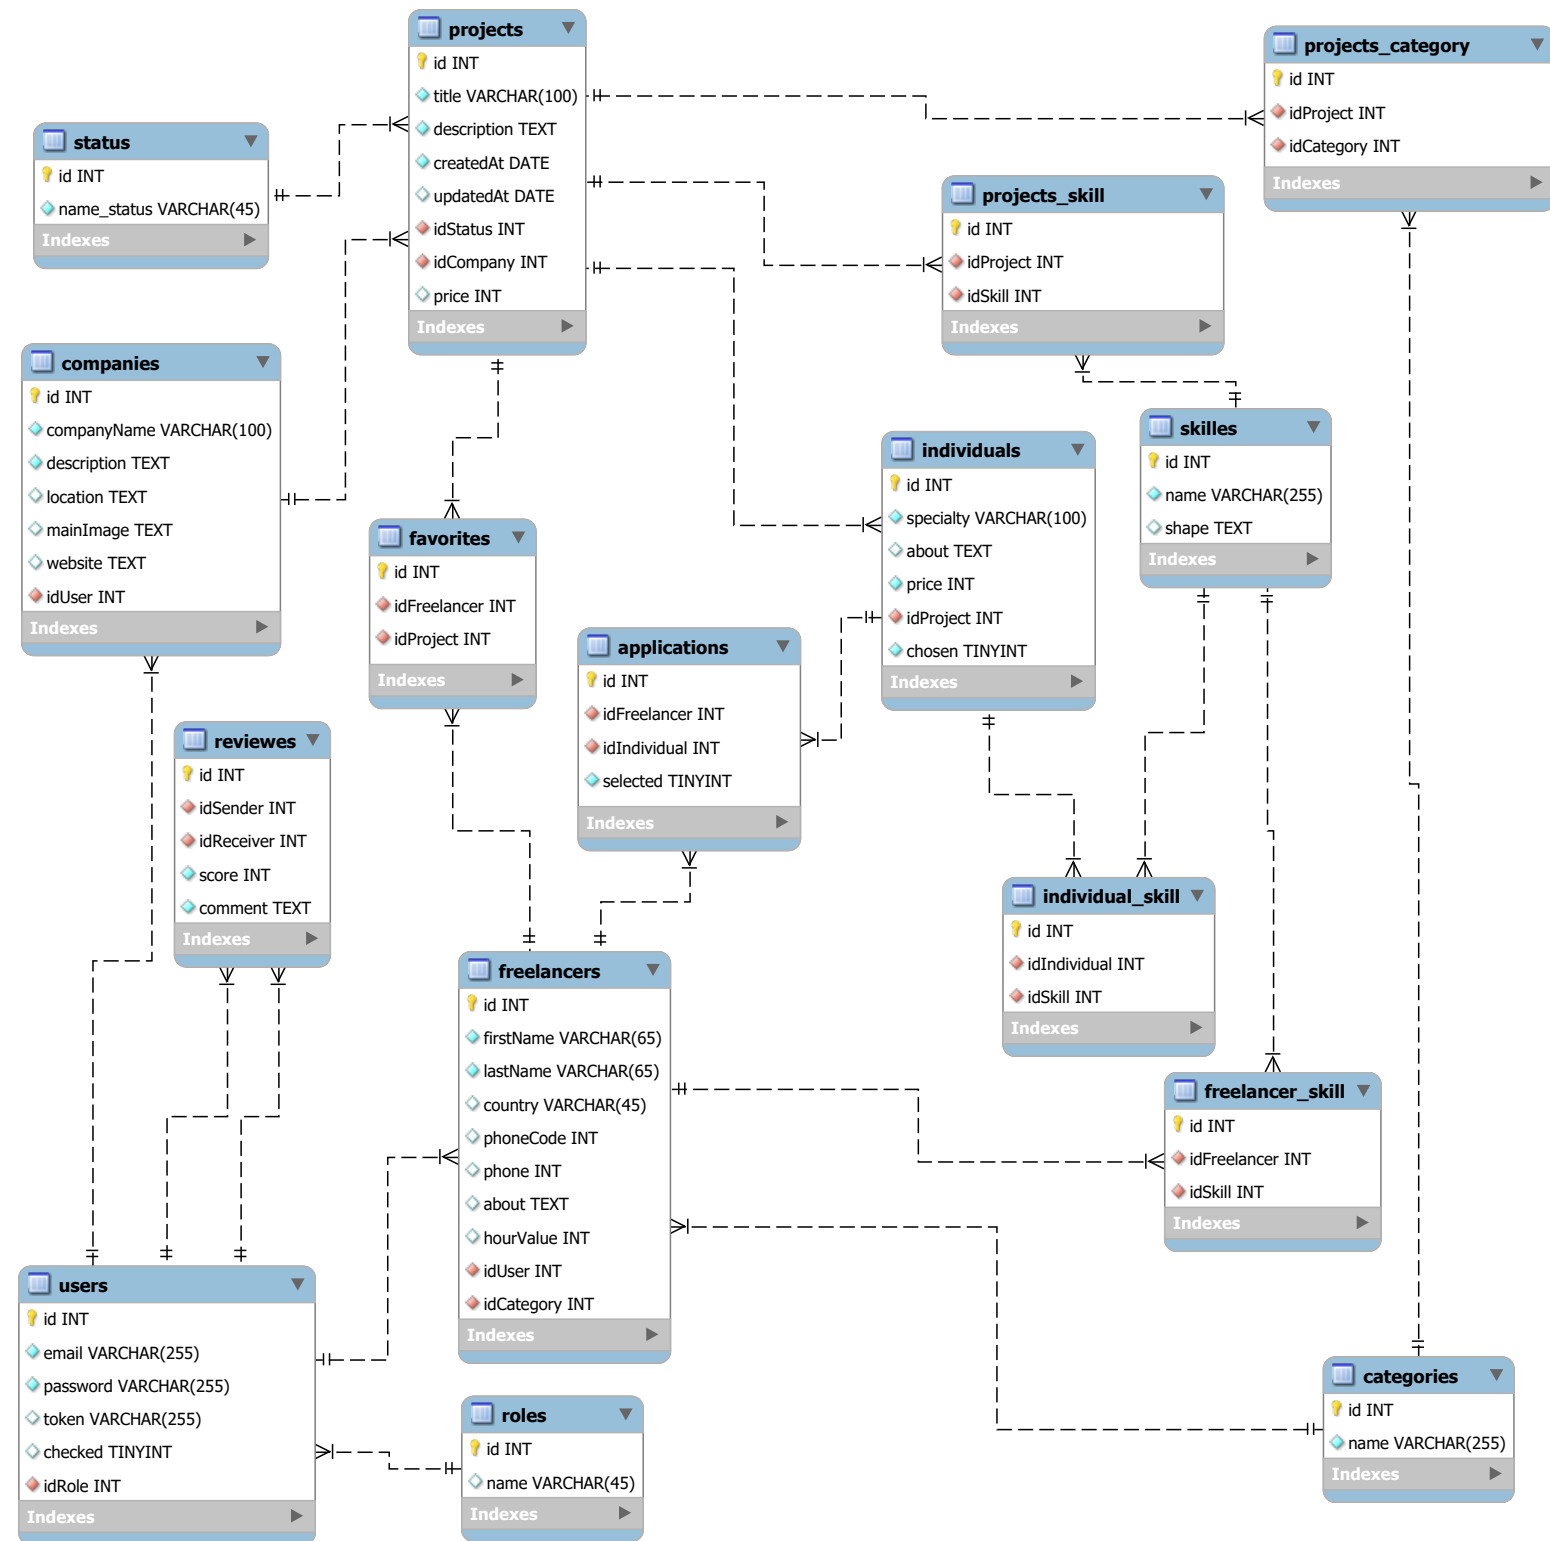 projects
id INT
title VARCHAR(100)
description TEXT
createdAt DATE
updatedAt DATE
idStatus INT
idCompany INT
price INT
Indexes
projects_category
id INT
idProject INT
idCategory INT
Indexes
status
id INT
name_status VARCHAR(45)
Indexes
projects_skill
id INT
idProject INT
idSkill INT
Indexes
companies
id INT
companyName VARCHAR(100)
description TEXT
location TEXT
mainImage TEXT
website TEXT
idUser INT
Indexes
skilles
id INT
name VARCHAR(255)
shape TEXT
Indexes
individuals
id INT
specialty VARCHAR(100)
about TEXT
price INT
idProject INT
chosen TINYINT
Indexes
favorites
id INT
idFreelancer INT
idProject INT
Indexes
applications
id INT
idFreelancer INT
idIndividual INT
selected TINYINT
Indexes
reviewes
id INT
idSender INT
idReceiver INT
score INT
comment TEXT
Indexes
individual_skill
id INT
idIndividual INT
idSkill INT
Indexes
freelancers
id INT
firstName VARCHAR(65)
lastName VARCHAR(65)
country VARCHAR(45)
phoneCode INT
phone INT
about TEXT
hourValue INT
idUser INT
idCategory INT
Indexes
freelancer_skill
id INT
idFreelancer INT
idSkill INT
Indexes
users
id INT
email VARCHAR(255)
password VARCHAR(255)
token VARCHAR(255)
checked TINYINT
idRole INT
Indexes
roles
id INT
name VARCHAR(45)
Indexes
categories
id INT
name VARCHAR(255)
Indexes